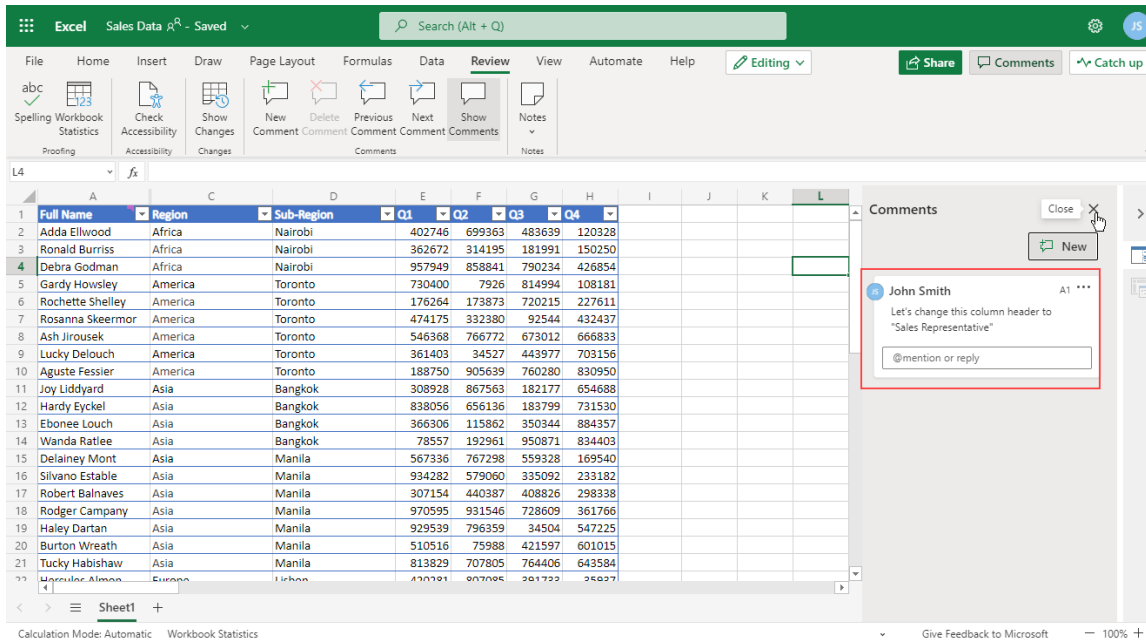 Excel Sales Data - Saved Search (Alt + Q) JS
File Home Insert Draw Page Layout Formulas Data Review View Automate Help Editing Share Comments Catch up
abc 123
Spelling Workbook Statistics Check Accessibility Show Changes New Comment Delete Comment Previous Comment Next Comment Show Comments Notes
Proofing Accessibility Changes Comments Notes
L4 fx
A C D E F G H I J K L
1 Full Name Region Sub-Region Q1 Q2 Q3 Q4
2 Adda Ellwood Africa Nairobi 402746 699363 483639 120328
3 Ronald Burriss Africa Nairobi 362672 314195 181991 150250
4 Debra Godman Africa Nairobi 957949 858841 790234 426854
5 Gardy Howsley America Toronto 730400 7926 814994 108181
6 Rochette Shelley America Toronto 176264 173873 720215 227611
7 Rosanna Skeermor America Toronto 474175 332380 92544 432437
8 Ash Jirousek America Toronto 546368 766772 673012 666833
9 Lucky Delouch America Toronto 361403 34527 443977 703156
10 Aguste Fessier America Toronto 188750 905639 760280 830950
11 Joy Liddyard Asia Bangkok 308928 867563 182177 654688
12 Hardy Eyckel Asia Bangkok 838056 656136 183799 731530
13 Ebonee Louch Asia Bangkok 366306 115862 350344 884357
14 Wanda Ratlee Asia Bangkok 78557 192961 950871 834403
15 Delainey Mont Asia Manila 567336 767298 559328 169540
16 Silvano Estable Asia Manila 934282 579060 335092 233182
17 Robert Balnaves Asia Manila 307154 440387 408826 298338
18 Rodger Campany Asia Manila 970595 931546 728609 361766
19 Haley Dartan Asia Manila 929539 796359 34504 547225
20 Burton Wreath Asia Manila 510516 75988 421597 601015
21 Tucky Habishaw Asia Manila 813829 707805 764406 643584
22 Hercules Almon Europe Lisbon 420281 807085 391733 35937
Comments Close
New
JS John Smith A1
Let's change this column header to
"Sales Representative"
@mention or reply
Sheet1
Calculation Mode: Automatic Workbook Statistics Give Feedback to Microsoft 100%